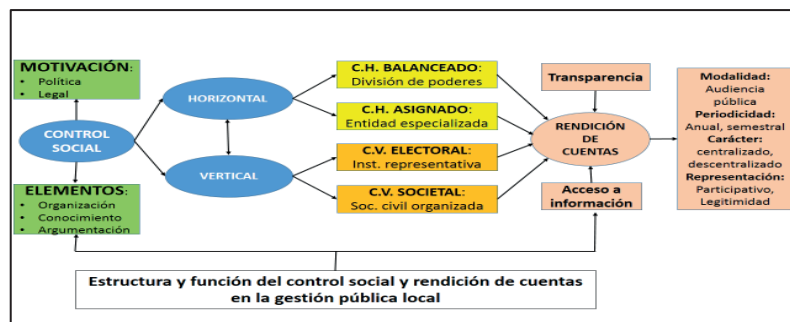 MOTIVACIÓN:
• Política
• Legal
CONTROL
SOCIAL
ELEMENTOS:
• Organización
• Conocimiento
• Argumentación
HORIZONTAL
VERTICAL
C.H. BALANCEADO:
División de poderes
C.H. ASIGNADO:
Entidad especializada
C.V. ELECTORAL:
Inst. representativa
C.V. SOCIETAL:
Soc. civil organizada
Transparencia
RENDICIÓN
DE
CUENTAS
Acceso a
información
Modalidad:
Audiencia
pública
Periodicidad:
Anual, semestral
Carácter:
centralizado,
descentralizado
Representación:
Participativo,
Legitimidad
Estructura y función del control social y rendición de cuentas
en la gestión pública local